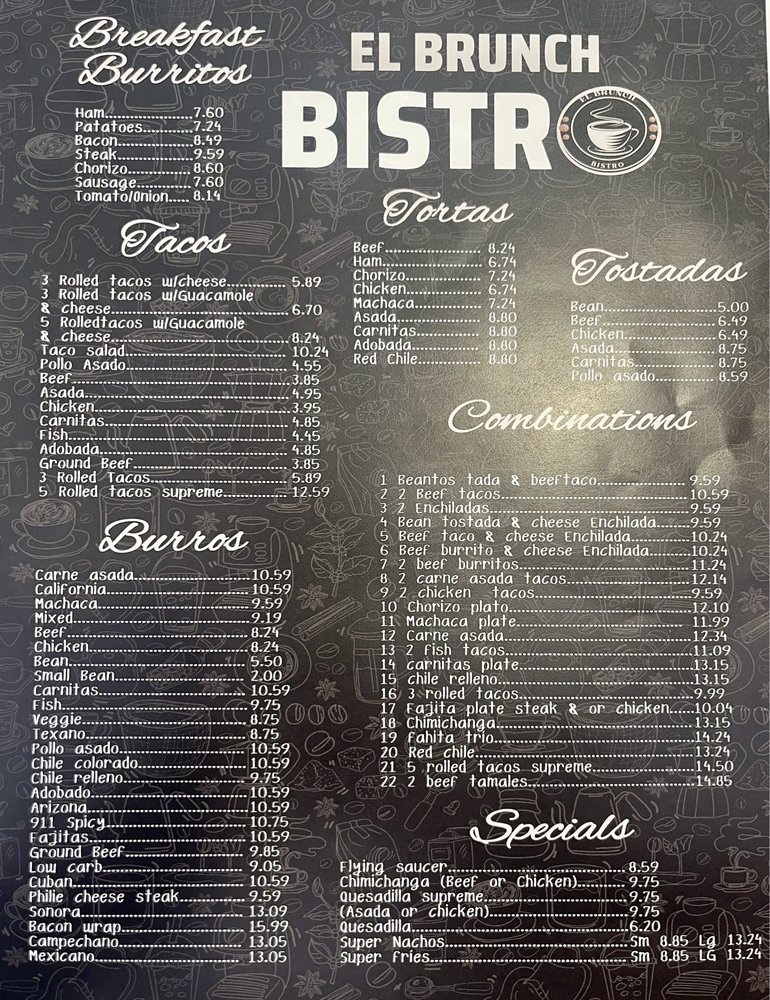 Breakfast
Burritos
Ham 7.60
Patatoes 7.24
Bacon 8.49
Steak 9.59
Chorizo 8.60
Sausage 7.60
Tomato/Onion 8.14
EL BRUNCH
BISTRO
EL BRUNCH
BISTRO
Tacos
3 Rolled tacos w/cheese 5.89
3 Rolled tacos w/Guacamole
& cheese 6.70
5 Rolledtacos w/Guacamole
& cheese 8.24
Taco salad 10.24
Pollo Asado 4.55
Beef 3.85
Asada 4.95
Chicken 3.95
Carnitas 4.85
Fish 4.45
Adobada 4.85
Ground Beef 3.85
3 Rolled Tacos 5.89
5 Rolled tacos supreme 12.59
Tortas
Beef 8.24
Ham 6.74
Chorizo 7.24
Chicken 6.74
Machaca 7.24
Asada 8.80
Carnitas 8.80
Adobada 8.80
Red Chile 8.80
Tostadas
Bean 5.00
Beef 6.49
Chicken 6.49
Asada 8.75
Carnitas 8.75
Pollo asado 8.59
Burros
Carne asada 10.59
California 10.59
Machaca 9.59
Mixed 9.19
Beef 8.24
Chicken 8.24
Bean 5.50
Small Bean 2.00
Carnitas 10.59
Fish 9.75
Veggie 8.75
Texano 8.75
Pollo asado 10.59
Chile colorado 10.59
Chile relleno 9.75
Adobado 10.59
Arizona 10.59
911 Spicy 10.75
Fajitas 10.59
Ground Beef 9.85
Low carb 9.05
Cuban 10.59
Philie cheese steak 9.59
Sonora 13.09
Bacon wrap 15.99
Campechano 13.05
Mexicano 13.05
Combinations
1 Beantos tada & beeftaco 9.59
2 2 Beef tacos 10.59
3 2 Enchiladas 9.59
4 Bean tostada & cheese Enchilada 9.59
5 Beef taco & cheese Enchilada 10.24
6 Beef burrito & cheese Enchilada 10.24
7 2 beef burritos 11.24
8 2 carne asada tacos 12.14
9 2 chicken tacos 9.59
10 Chorizo plato 12.10
11 Machaca plate 11.99
12 Carne asada 12.34
13 2 fish tacos 11.09
14 carnitas plate 13.15
15 chile relleno 13.15
16 3 rolled tacos 9.99
17 Fajita plate steak & or chicken 10.04
18 Chimichanga 13.15
19 fahita trio 14.24
20 Red chile 13.24
21 5 rolled tacos supreme 14.50
22 2 beef tamales 14.85
Specials
Flying saucer 8.59
Chimichanga (Beef or Chicken) 9.75
Quesadilla supreme 9.75
(Asada or chicken) 9.75
Quesadilla 6.20
Super Nachos Sm 8.85 Lg 13.24
Super fries Sm 8.85 LG 13.24